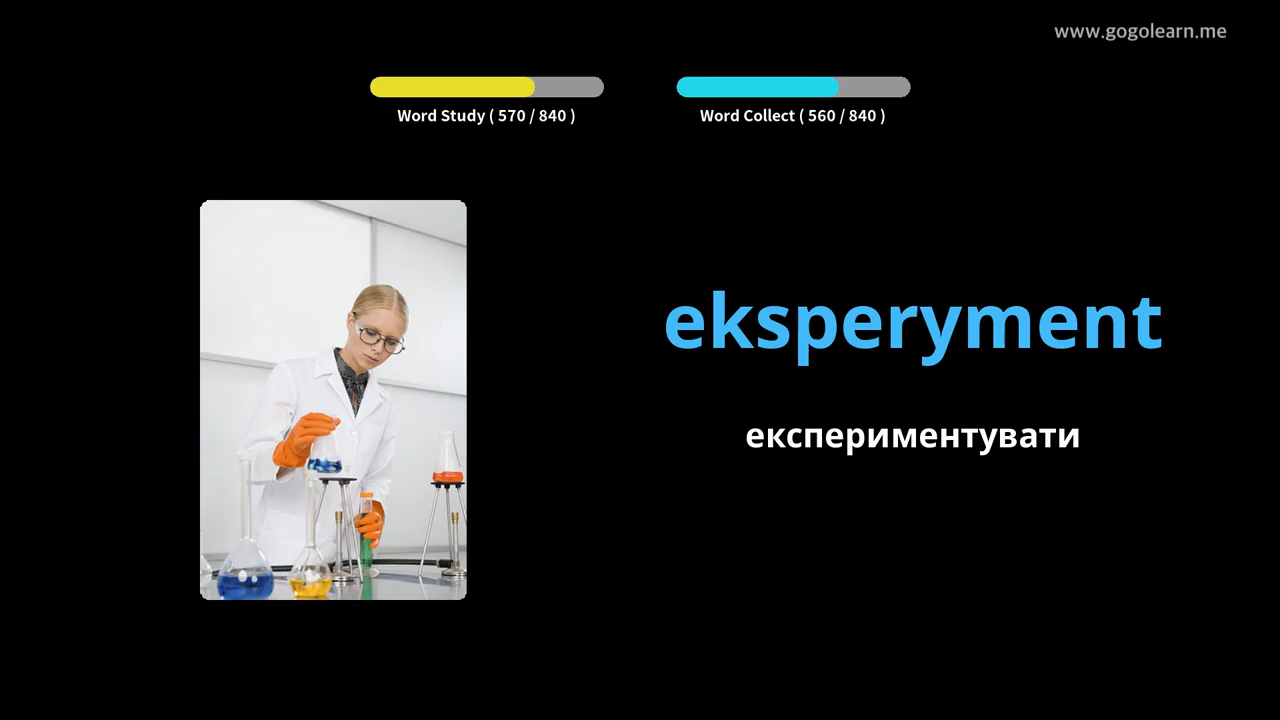 www.gogolearn.me
Word Study ( 570 / 840 )
Word Collect ( 560 / 840 )
eksperyment
експериментувати